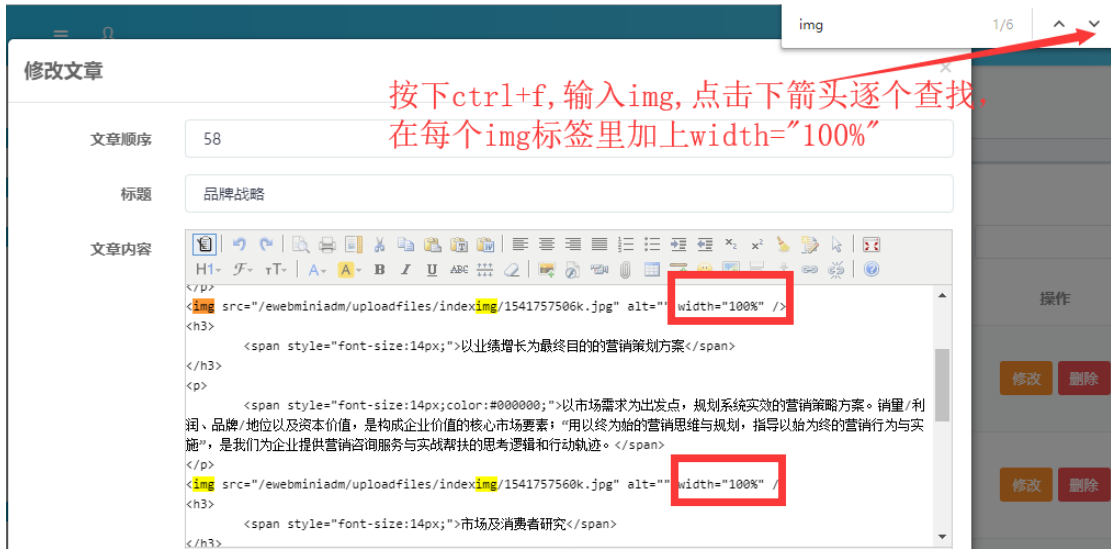 img 1/6
修改文章
按下ctrl+f,输入img,点击下箭头逐个查找,
在每个img标签里加上width="100%"
文章顺序 58
标题 品牌战略
文章内容
H1 F тT A A B I U ABC
</p>
<img src="/ewebminiadm/uploadfiles/indeximg/1541757506k.jpg" alt="" width="100%" />
<h3>
<span style="font-size:14px;">以业绩增长为最终目的的营销策划方案</span>
</h3>
<p>
<span style="font-size:14px;color:#000000;">以市场需求为出发点，规划系统实效的营销策略方案。销量/利
润、品牌/地位以及资本价值，是构成企业价值的核心市场要素；“用以终为始的营销思维与规划，指导以始为终的营销行为与实
施”，是我们为企业提供营销咨询服务与实战帮扶的思考逻辑和行动轨迹。</span>
</p>
<img src="/ewebminiadm/uploadfiles/indeximg/1541757560k.jpg" alt="" width="100%" /
<h3>
<span style="font-size:14px;">市场及消费者研究</span>
</h3>
操作
修改 删除
修改 删除